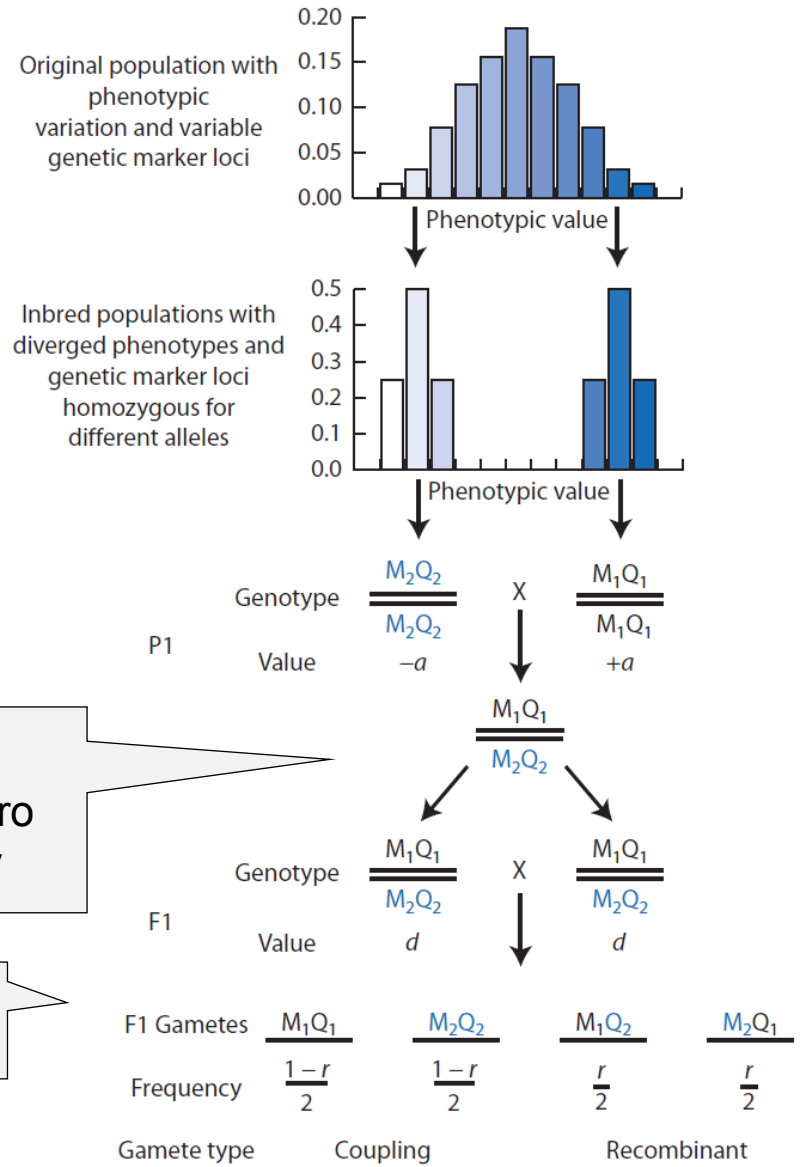 Original population with
phenotypic
variation and variable
genetic marker loci
0.20
0.15
0.10
0.05
0.00
Phenotypic value
Inbred populations with
diverged phenotypes and
genetic marker loci
homozygous for
different alleles
0.5
0.4
0.3
0.2
0.1
0.0
Phenotypic value
P1
Genotype M₂Q₂ X M₁Q₁
M₂Q₂ M₁Q₁
Value –a +a
M₁Q₁
M₂Q₂
ro
F1
Genotype M₁Q₁ X M₁Q₁
M₂Q₂ M₂Q₂
Value d d
F1 Gametes M₁Q₁ M₂Q₂ M₁Q₂ M₂Q₁
Frequency 1 – r / 2 1 – r / 2 r / 2 r / 2
Gamete type Coupling Recombinant